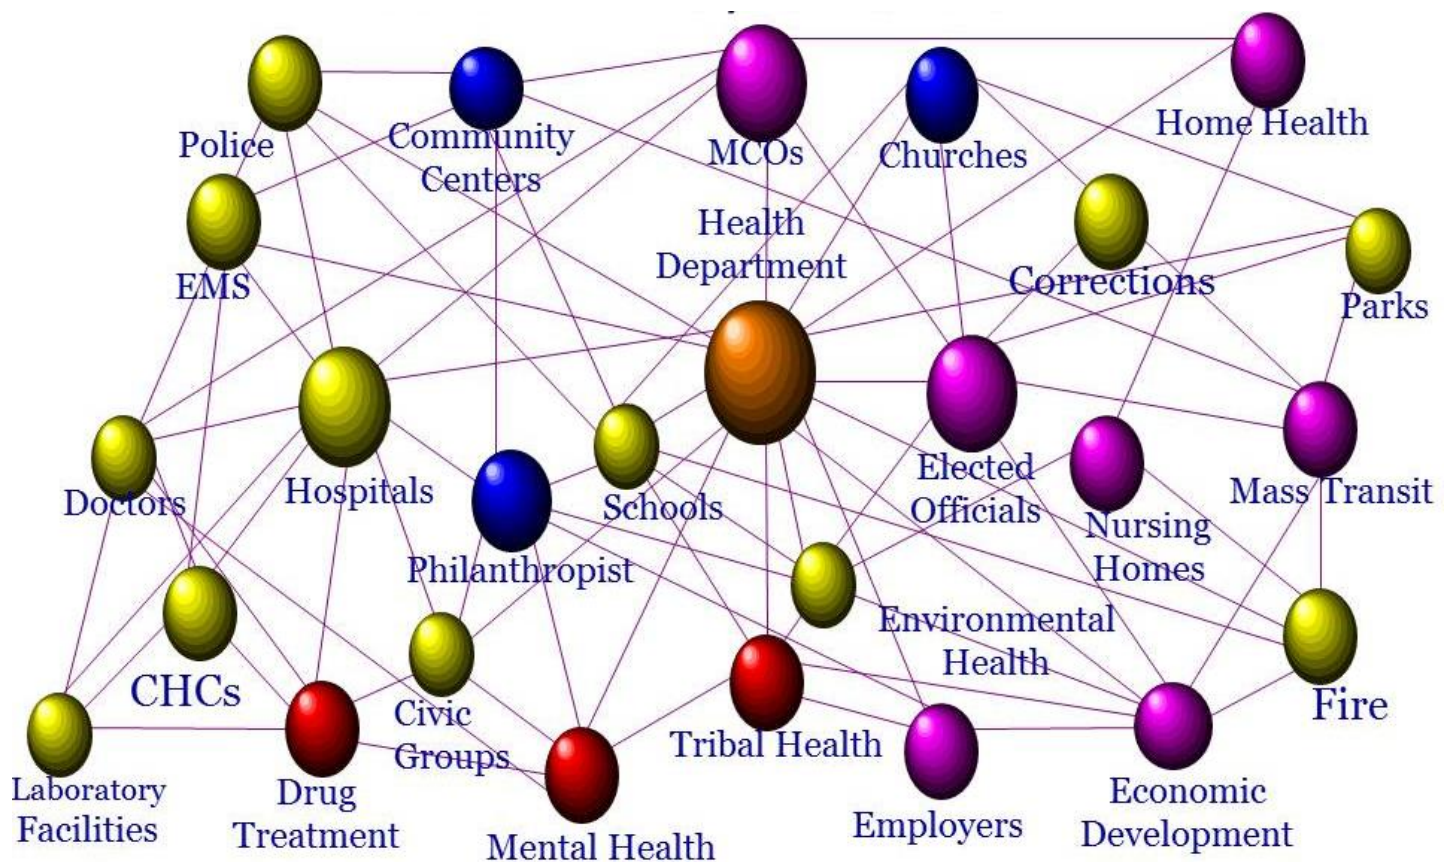 Police
Community
Centers
MCOs
Churches
Home Health
EMS
Health
Department
Corrections
Parks
Doctors
Hospitals
Philanthropist
Schools
Elected
Officials
Nursing
Homes
Mass Transit
CHCs
Civic
Groups
Environmental
Health
Tribal Health
Fire
Laboratory
Facilities
Drug
Treatment
Mental Health
Employers
Economic
Development